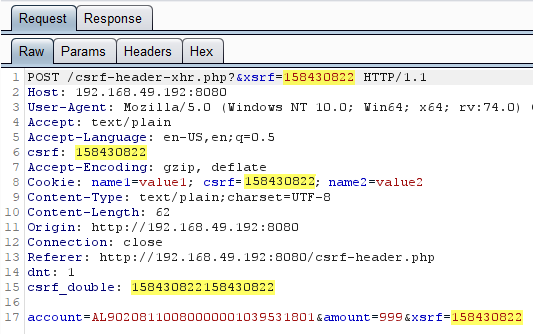 Request Response
Raw Params Headers Hex
1 POST /csrf-header-xhr.php?&xsrf=158430822 HTTP/1.1
2 Host: 192.168.49.192:8080
3 User-Agent: Mozilla/5.0 (Windows NT 10.0; Win64; x64; rv:74.0)
4 Accept: text/plain
5 Accept-Language: en-US,en;q=0.5
6 csrf: 158430822
7 Accept-Encoding: gzip, deflate
8 Cookie: name1=value1; csrf=158430822; name2=value2
9 Content-Type: text/plain;charset=UTF-8
10 Content-Length: 62
11 Origin: http://192.168.49.192:8080
12 Connection: close
13 Referer: http://192.168.49.192:8080/csrf-header.php
14 dnt: 1
15 csrf_double: 158430822158430822
16
17 account=AL90208110080000001039531801&amount=999&xsrf=158430822